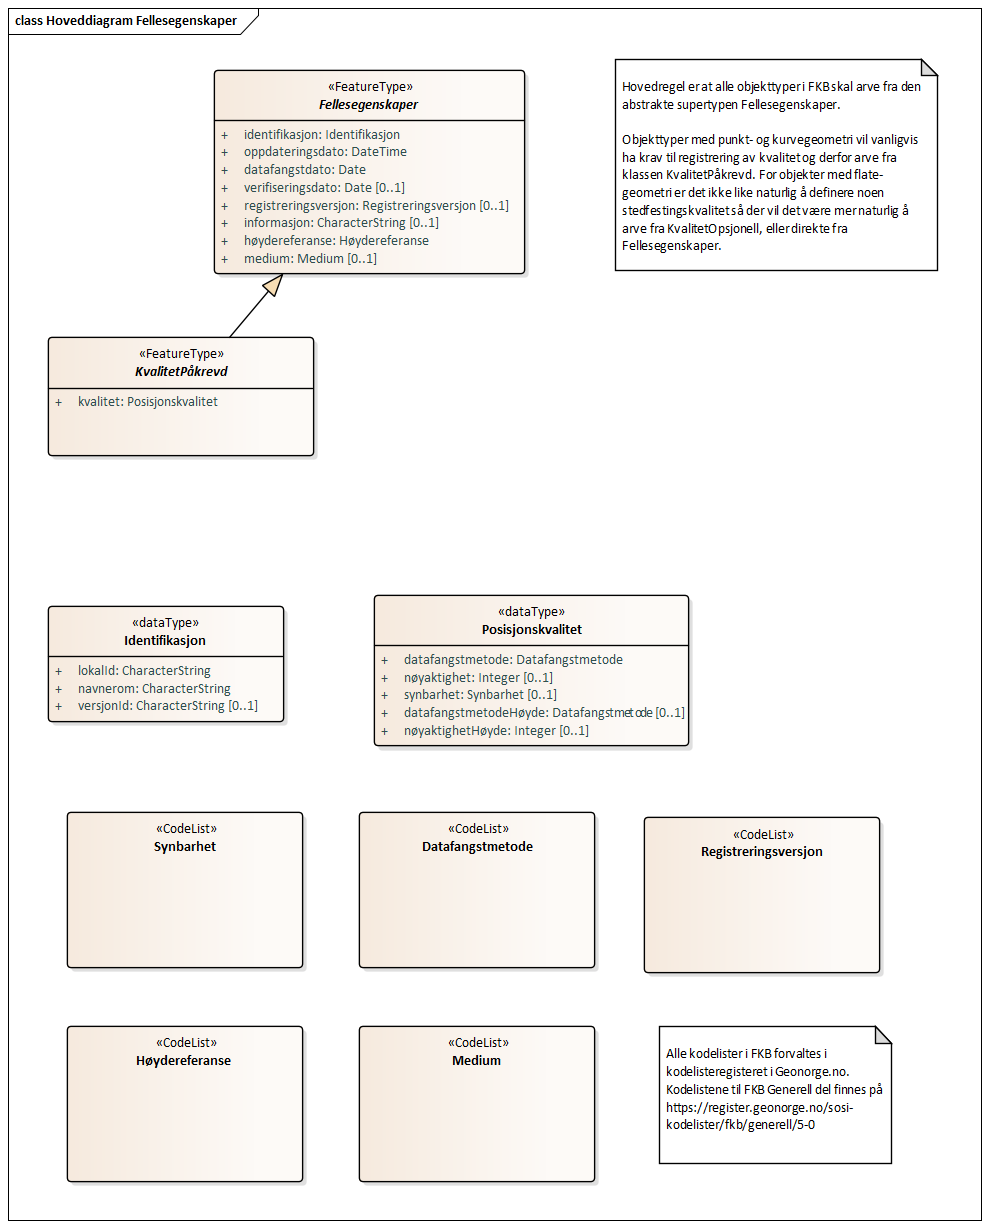 class Hoveddiagram Fellesegenskaper
«FeatureType»
Fellesegenskaper
+ identifikasjon: Identifikasjon
+ oppdateringsdato: DateTime
+ datafangstdato: Date
+ verifiseringsdato: Date [0..1]
+ registreringsversjon: Registreringsversjon [0..1]
+ informasjon: CharacterString [0..1]
+ høydereferanse: Høydereferanse
+ medium: Medium [0..1]
Hovedregel er at alle objekttyper i FKB skal arve fra den
abstrakte supertypen Fellesegenskaper.
Objekttyper med punkt- og kurvegeometri vil vanligvis
ha krav til registrering av kvalitet og derfor arve fra
klassen KvalitetPåkrevd. For objekter med flate-
geometri er det ikke like naturlig å definere noen
stedfestingskvalitet så der vil det være mer naturlig å
arve fra KvalitetOpsjonell, eller direkte fra
Fellesegenskaper.
«FeatureType»
KvalitetPåkrevd
+ kvalitet: Posisjonskvalitet
«dataType»
Identifikasjon
+ lokalId: CharacterString
+ navnerom: CharacterString
+ versjonId: CharacterString [0..1]
«dataType»
Posisjonskvalitet
+ datafangstmetode: Datafangstmetode
+ nøyaktighet: Integer [0..1]
+ synbarhet: Synbarhet [0..1]
+ datafangstmetodeHøyde: Datafangstmetode [0..1]
+ nøyaktighetHøyde: Integer [0..1]
«CodeList»
Synbarhet
«CodeList»
Datafangstmetode
«CodeList»
Registreringsversjon
«CodeList»
Høydereferanse
«CodeList»
Medium
Alle kodelister i FKB forvaltes i
kodelisteregisteret i Geonorge.no.
Kodelistene til FKB Generell del finnes på
https://register.geonorge.no/sosi-
kodelister/fkb/generell/5-0